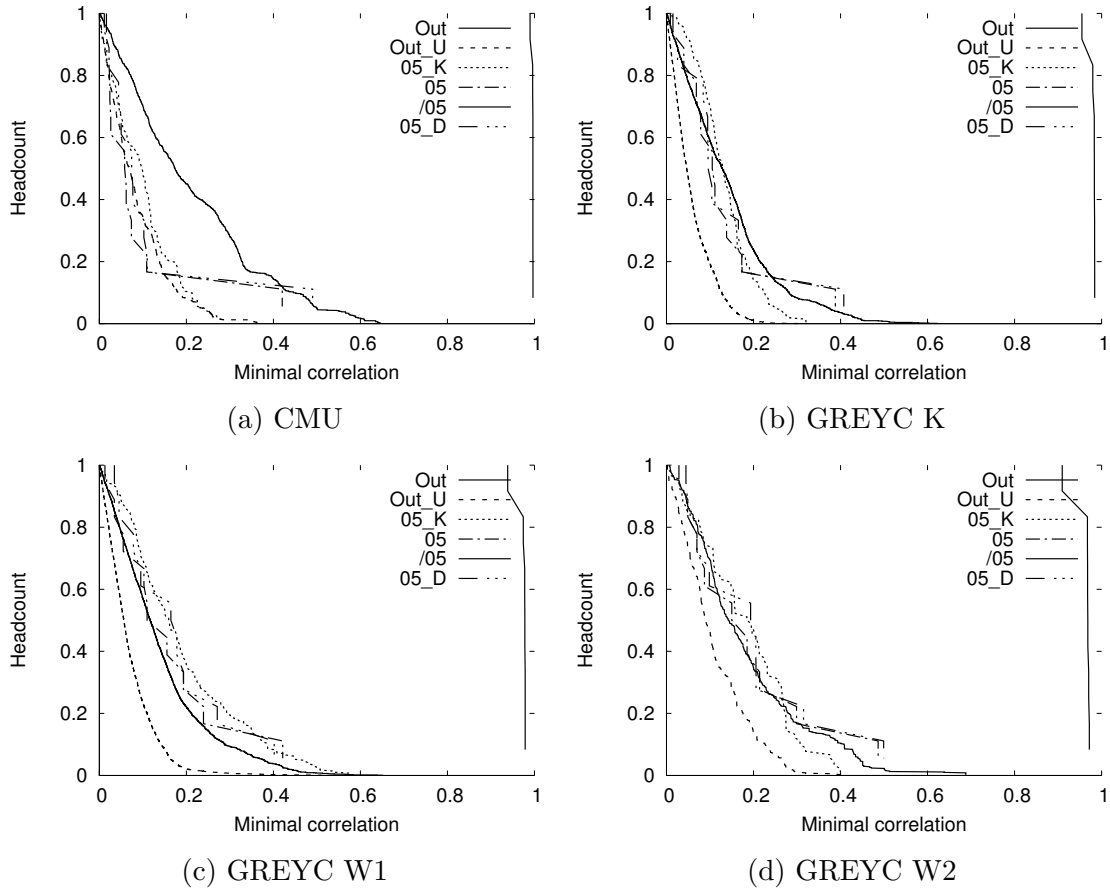 Out
Out_U
05_K
05
/05
05_D
Headcount
1
0.8
0.6
0.4
0.2
0
0 0.2 0.4 0.6 0.8 1
Minimal correlation
(a) CMU
Out
Out_U
05_K
05
/05
05_D
Headcount
1
0.8
0.6
0.4
0.2
0
0 0.2 0.4 0.6 0.8 1
Minimal correlation
(b) GREYC K
Out
Out_U
05_K
05
/05
05_D
Headcount
1
0.8
0.6
0.4
0.2
0
0 0.2 0.4 0.6 0.8 1
Minimal correlation
(c) GREYC W1
Out
Out_U
05_K
05
/05
05_D
Headcount
1
0.8
0.6
0.4
0.2
0
0 0.2 0.4 0.6 0.8 1
Minimal correlation
(d) GREYC W2